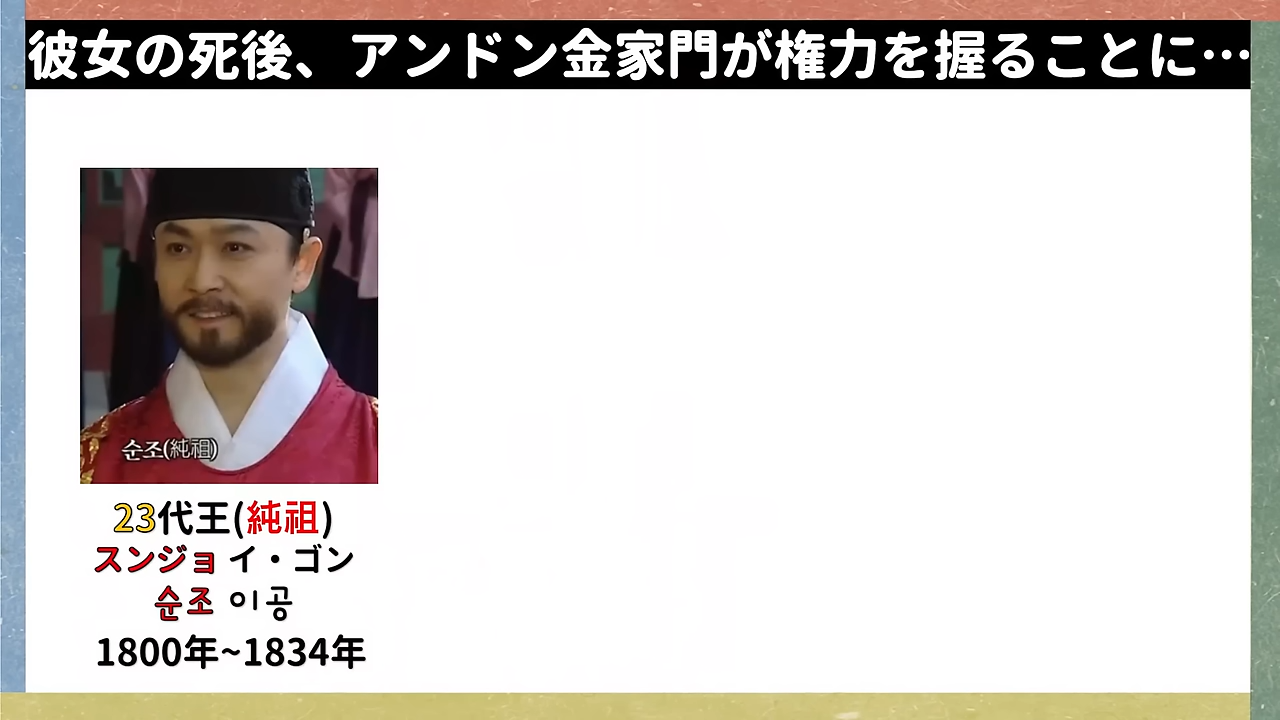 彼女の死後、アンドン金家門が権力を握ることに…
순조(純祖)
23代王(純祖)
スンジョ イ・ゴン
순조 이공
1800年~1834年